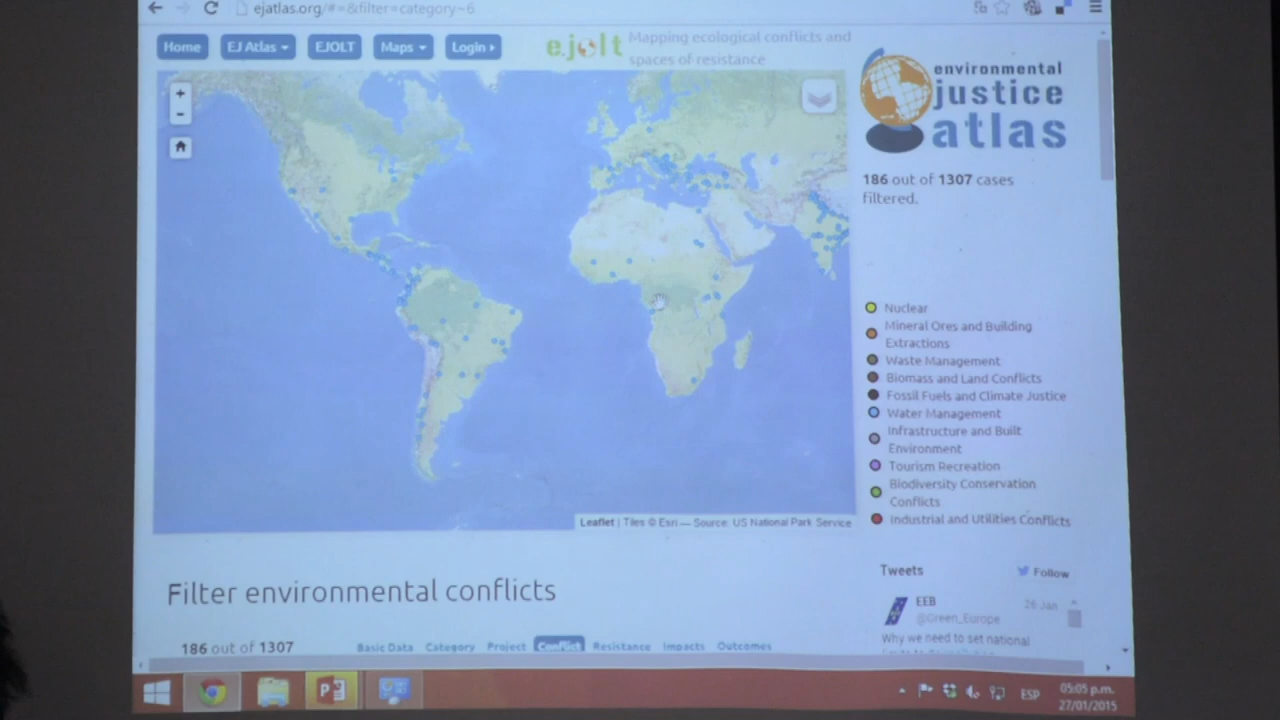 ejatlas.org/#=&filter=category~6
Home
EJ Atlas
EJOLT
Maps
Login
ejolt
Mapping ecological conflicts and
spaces of resistance
+
-
environmental
justice
atlas
186 out of 1307 cases
filtered.
Nuclear
Mineral Ores and Building
Extractions
Waste Management
Biomass and Land Conflicts
Fossil Fuels and Climate Justice
Water Management
Infrastructure and Built
Environment
Tourism Recreation
Biodiversity Conservation
Conflicts
Industrial and Utilities Conflicts
Leaflet | Tiles © Esri — Source: US National Park Service
Filter environmental conflicts
186 out of 1307
Basic Data
Category
Project
Conflict
Resistance
Impacts
Outcomes
Tweets
Follow
EEB
26 Jan
@Green_Europe
Why we need to set national
ESP
05:05 p.m.
27/01/2015